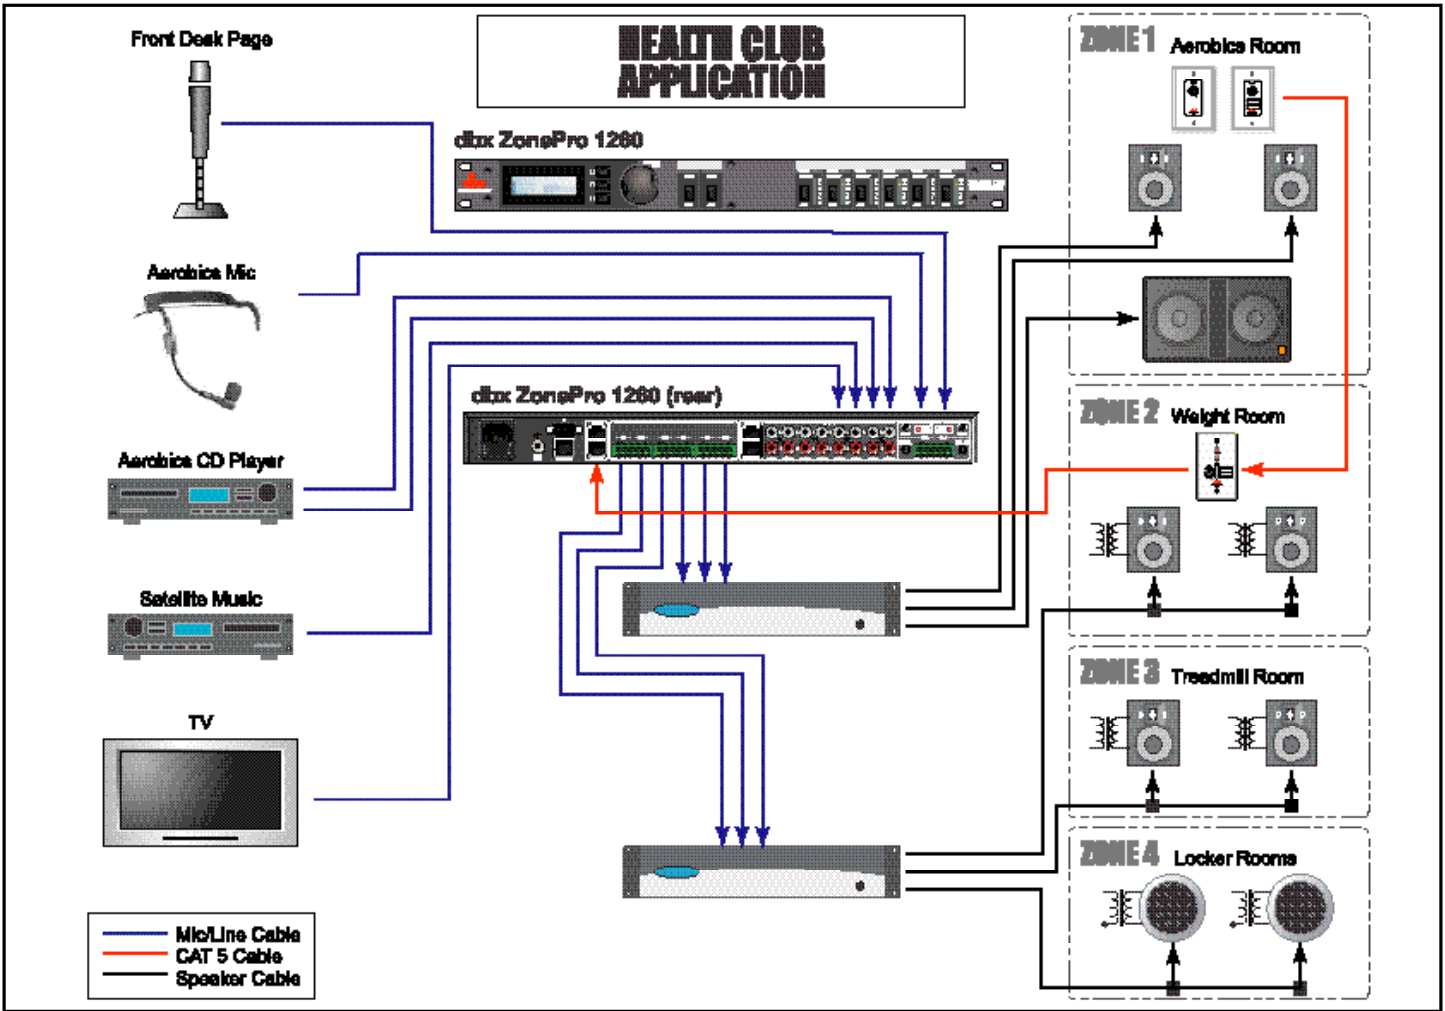 Front Desk Page
HEALTH CLUB
APPLICATION
ZONE 1 Aerobics Room
dbx ZonePro 1260
Aerobics Mic
dbx ZonePro 1260 (rear)
ZONE 2 Weight Room
Aerobics CD Player
Satellite Music
ZONE 3 Treadmill Room
TV
ZONE 4 Locker Rooms
Mic/Line Cable
CAT 5 Cable
Speaker Cable